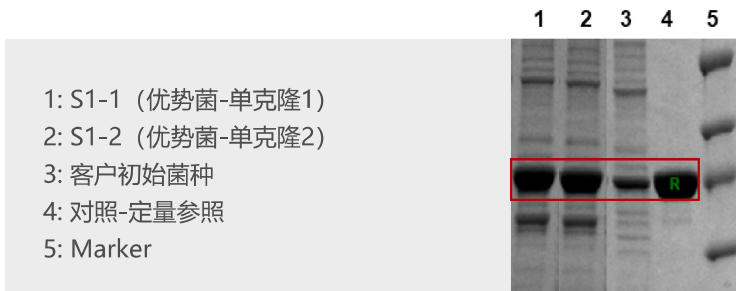 1 2 3 4 5
1: S1-1（优势菌-单克隆1）
2: S1-2（优势菌-单克隆2）
3: 客户初始菌种
4: 对照-定量参照
5: Marker
R